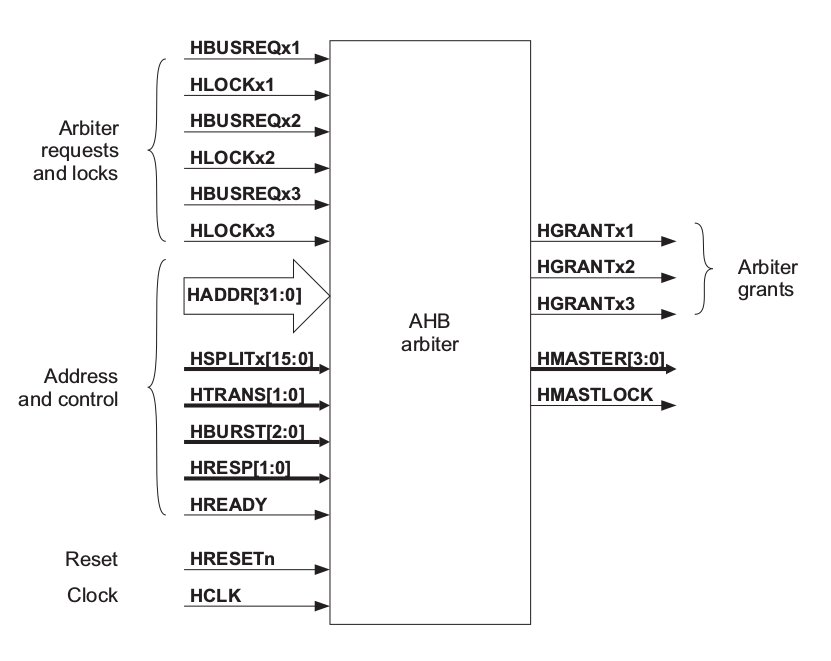 HBUSREQx1
HLOCKx1
HBUSREQx2
HLOCKx2
HBUSREQx3
HLOCKx3
Arbiter
requests
and locks
HADDR[31:0]
HSPLITx[15:0]
HTRANS[1:0]
HBURST[2:0]
HRESP[1:0]
HREADY
Address
and control
Reset
HRESETn
Clock
HCLK
AHB
arbiter
HGRANTx1
HGRANTx2
HGRANTx3
Arbiter
grants
HMASTER[3:0]
HMASTLOCK